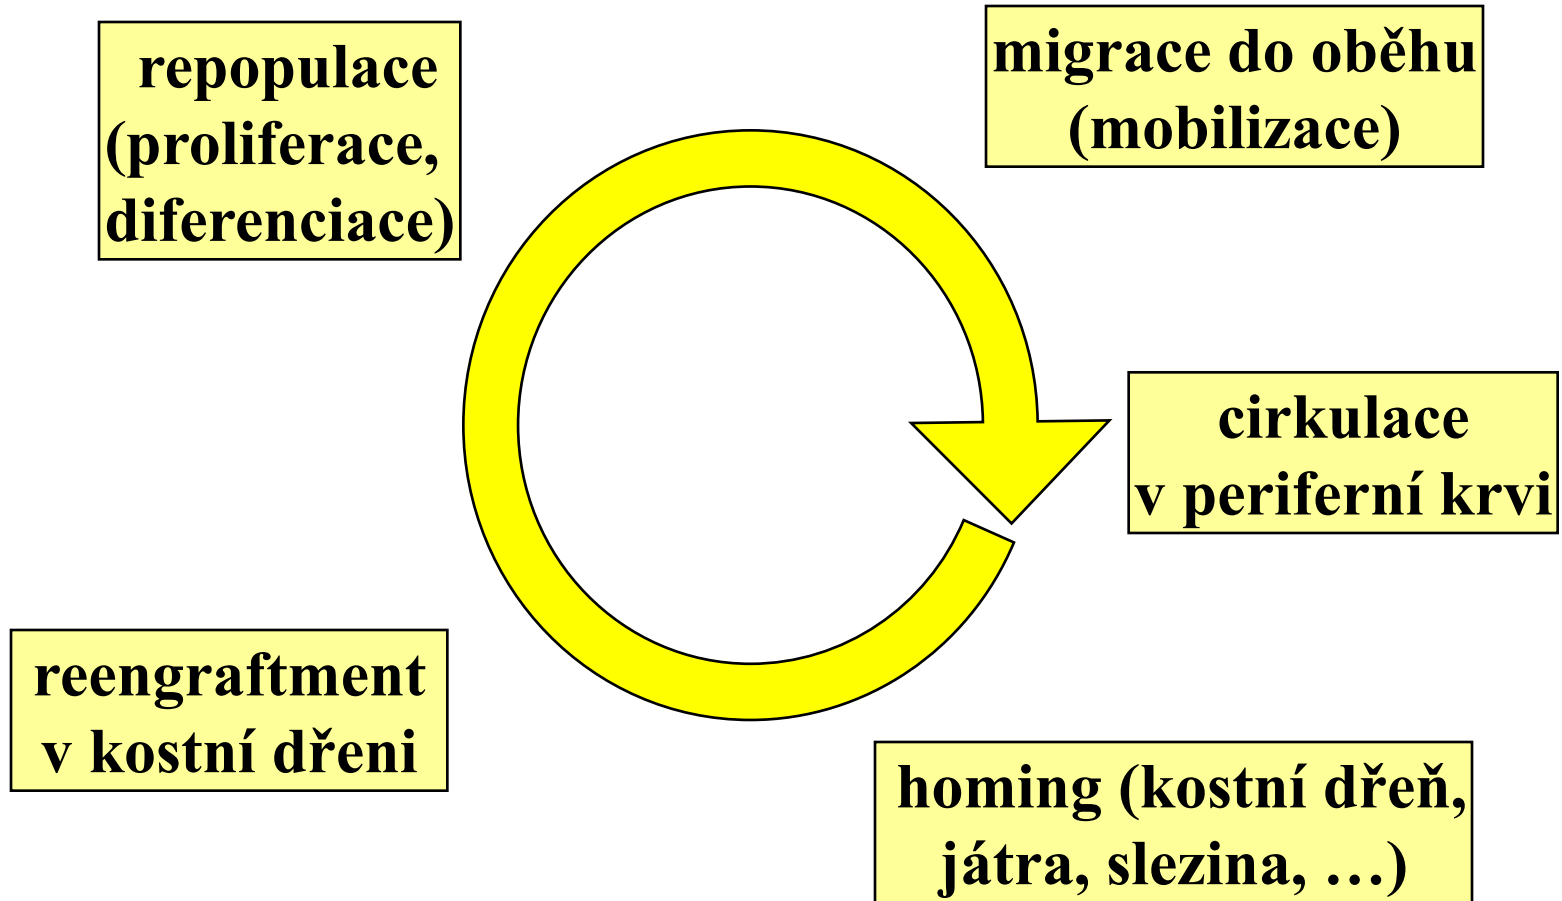 repopulace
(proliferace,
diferenciace)
migrace do oběhu
(mobilizace)
cirkulace
v periferní krvi
reengraftment
v kostní dřeni
homing (kostní dřeň,
játra, slezina, …)